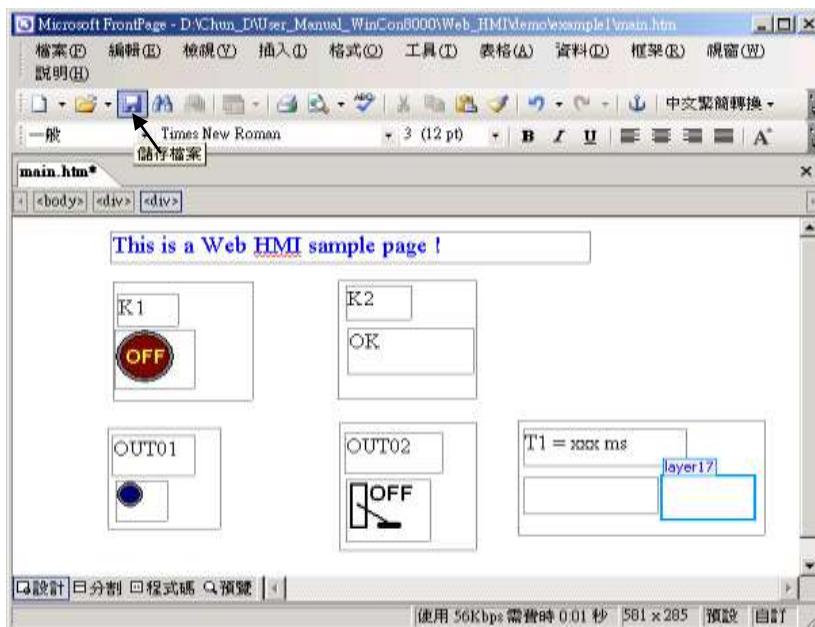 Microsoft FrontPage - D:\Chun_D\User_Manual_WinCon8000\Web_HMI\demo\example1\main.htm
檔案(F) 編輯(E) 檢視(V) 插入(I) 格式(O) 工具(T) 表格(A) 資料(D) 框架(R) 視窗(W)
說明(H)
中文繁簡轉換
一般 Times New Roman 3 (12 pt) B I U A
儲存檔案
main.htm*
<body> <div> <div>
This is a Web HMI sample page !
K1
OFF
K2
OK
OUT01
OUT02
OFF
T1 = xxx ms
layer17
設計 分割 程式碼 預覽
使用 56Kbps 需費時 0:01 秒 581 x 285 預設 自訂